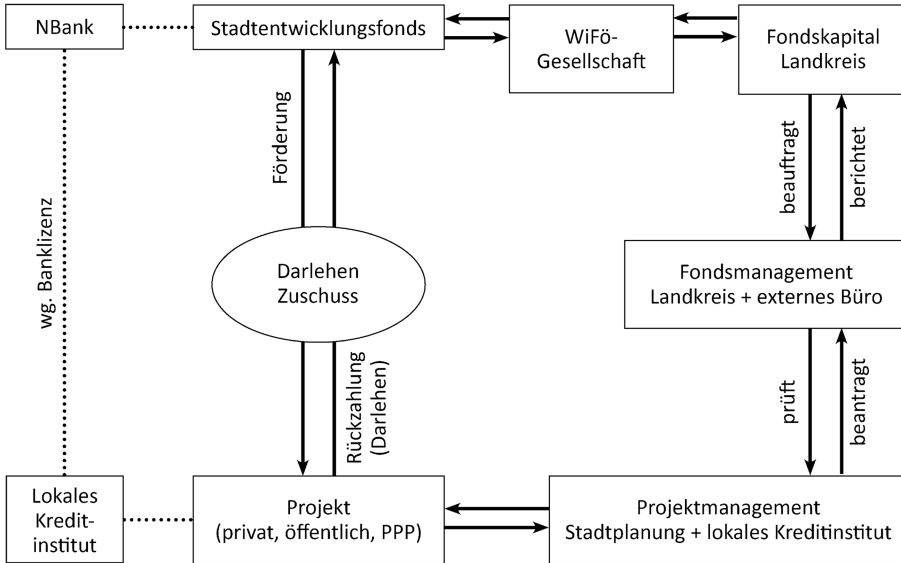 NBank
Stadtentwicklungsfonds
WiFö-
Gesellschaft
Fondskapital
Landkreis
Förderung
beauftragt
berichtet
wg. Banklizenz
Darlehen
Zuschuss
Fondsmanagement
Landkreis + externes Büro
Rückzahlung
(Darlehen)
prüft
beantragt
Lokales
Kredit-
institut
Projekt
(privat, öffentlich, PPP)
Projektmanagement
Stadtplanung + lokales Kreditinstitut